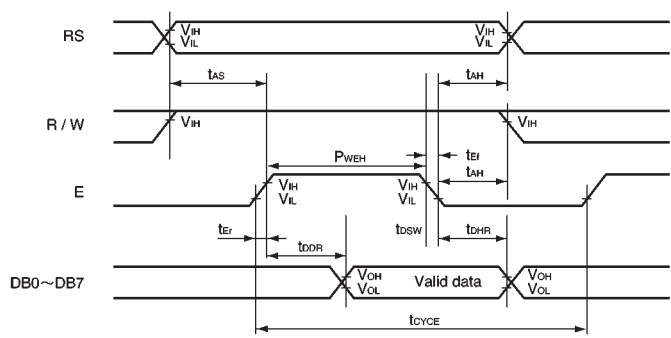 RS
VIH
VIL
VIH
VIL
tAS
tAH
R / W
VIH
VIH
PWEH
tEf
tAH
E
VIH
VIL
VIH
VIL
tEr
tDDR
tDSW
tDHR
DB0～DB7
VOH
VOL
Valid data
VOH
VOL
tCYCE